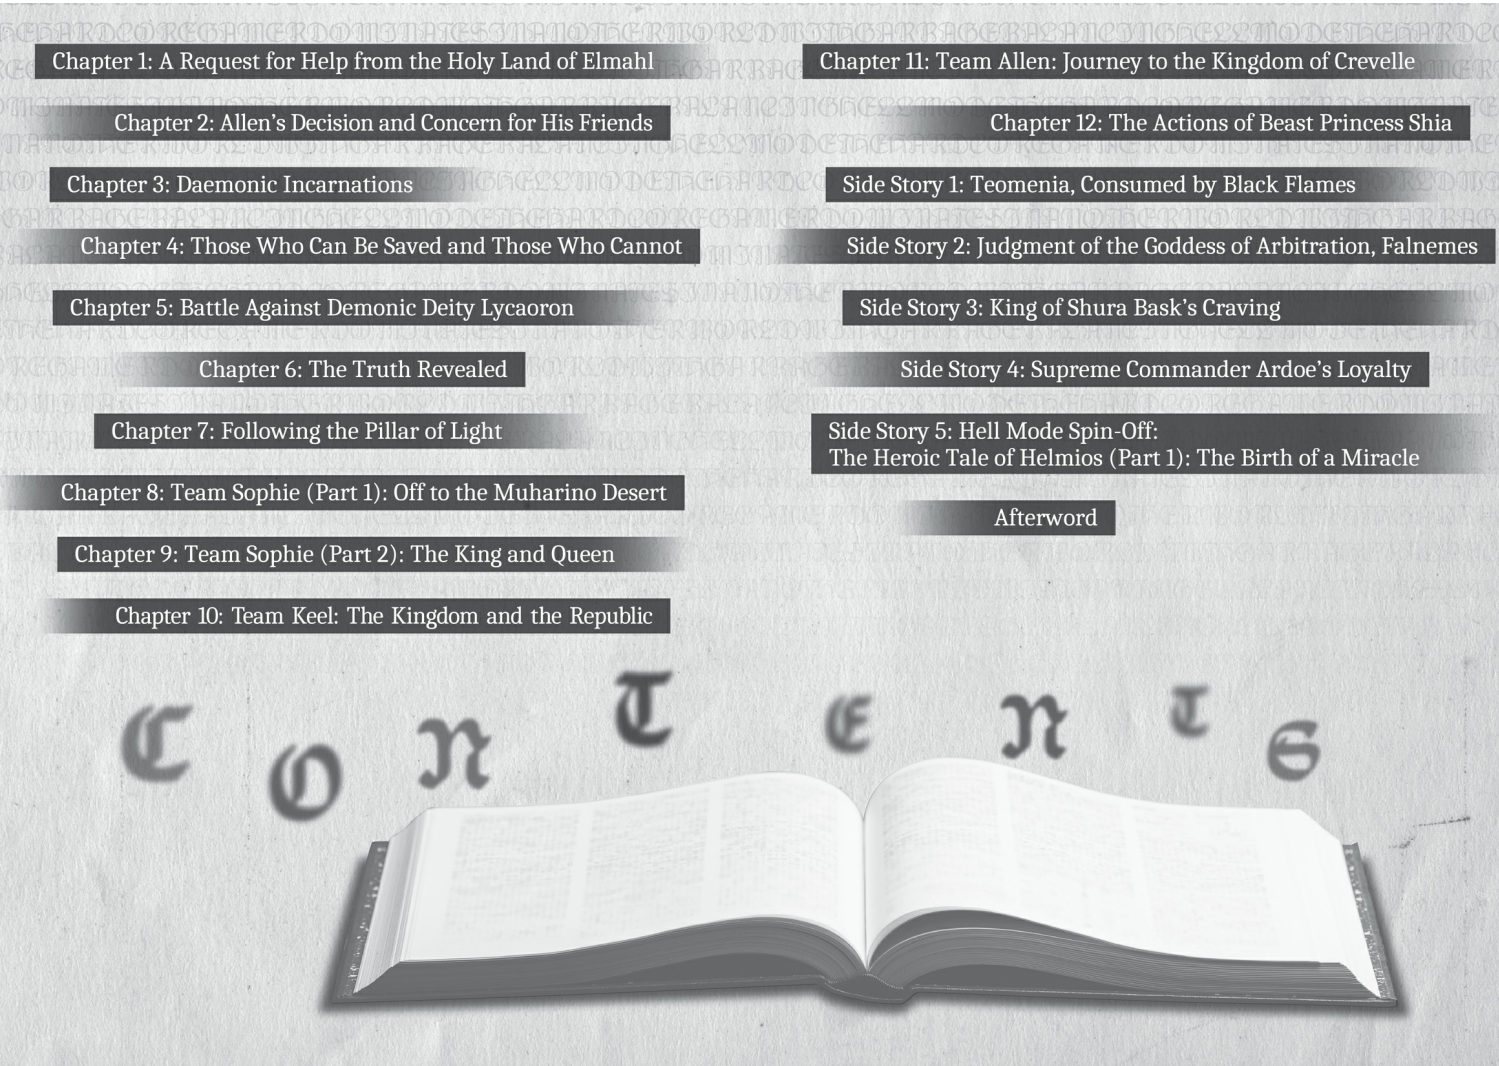 Chapter 1: A Request for Help from the Holy Land of Elmahl
Chapter 2: Allen’s Decision and Concern for His Friends
Chapter 3: Daemonic Incarnations
Chapter 4: Those Who Can Be Saved and Those Who Cannot
Chapter 5: Battle Against Demonic Deity Lycaoron
Chapter 6: The Truth Revealed
Chapter 7: Following the Pillar of Light
Chapter 8: Team Sophie (Part 1): Off to the Muharino Desert
Chapter 9: Team Sophie (Part 2): The King and Queen
Chapter 10: Team Keel: The Kingdom and the Republic
Chapter 11: Team Allen: Journey to the Kingdom of Crevelle
Chapter 12: The Actions of Beast Princess Shia
Side Story 1: Teomenia, Consumed by Black Flames
Side Story 2: Judgment of the Goddess of Arbitration, Falnemes
Side Story 3: King of Shura Bask’s Craving
Side Story 4: Supreme Commander Ardoe’s Loyalty
Side Story 5: Hell Mode Spin-Off:
The Heroic Tale of Helmios (Part 1): The Birth of a Miracle
Afterword
CONTENTS